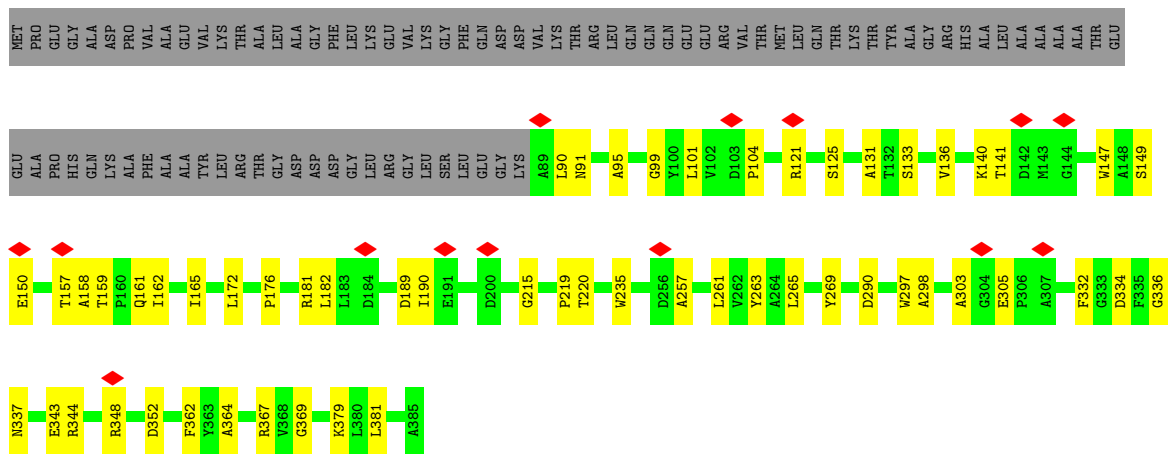 MET PRO GLU GLY ALA ASP PRO VAL ALA ALA GLU VAL LYS THR ALA LEU ALA GLY PHE LEU LYS GLU VAL LYS GLY PHE GLN ASP ASP VAL LYS THR ARG LEU GLN GLN GLN GLU GLU ARG VAL THR MET LEU GLN THR LYS THR TYR ALA GLY ARG HIS ALA LEU ALA ALA ALA ALA THR GLU
GLU ALA PRO HIS GLN LYS ALA PHE ALA ALA TYR LEU ARG THR GLY ASP ASP ASP GLY LEU ARG GLY LEU SER LEU GLU GLY LYS A89 L90 N91 A95 G99 Y100 L101 V102 D103 P104 R121 S125 A131 T132 S133 V136 K140 T141 D142 M143 G144 W147 A148 S149
E150 T157 A158 T159 P160 Q161 I162 I165 L172 P176 R181 L182 L183 D184 D189 I190 E191 D200 G215 P219 T220 W235 D256 A257 L261 V262 Y263 A264 L265 Y269 D290 W297 A298 A303 G304 E305 P306 A307 F332 G333 D334 F335 G336
N337 E343 R344 R348 D352 F362 Y363 A364 R367 V368 G369 K379 L380 L381 A385